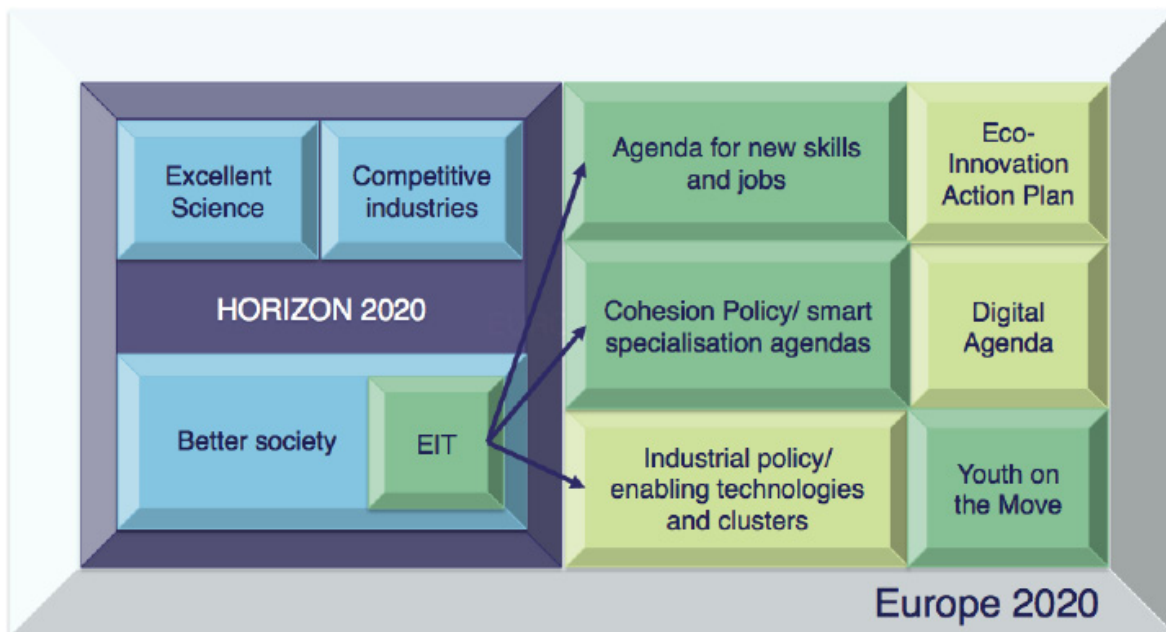 Excellent
Science
Competitive
industries
HORIZON 2020
Better society
EIT
Agenda for new skills
and jobs
Eco-
Innovation
Action Plan
Cohesion Policy/ smart
specialisation agendas
Digital
Agenda
Industrial policy/
enabling technologies
and clusters
Youth on
the Move
Europe 2020